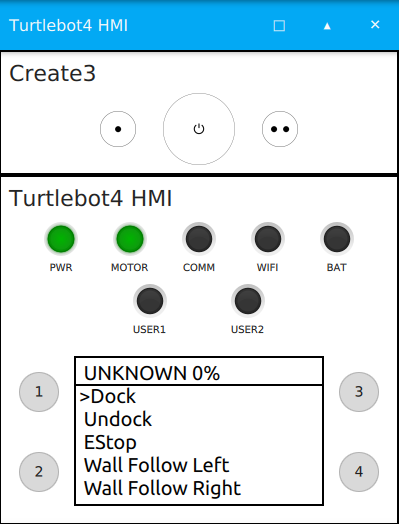 Turtlebot4 HMI
Create3
Turtlebot4 HMI
PWR MOTOR COMM WIFI BAT
USER1 USER2
UNKNOWN 0%
1 >Dock 3
Undock
EStop
2 Wall Follow Left 4
Wall Follow Right